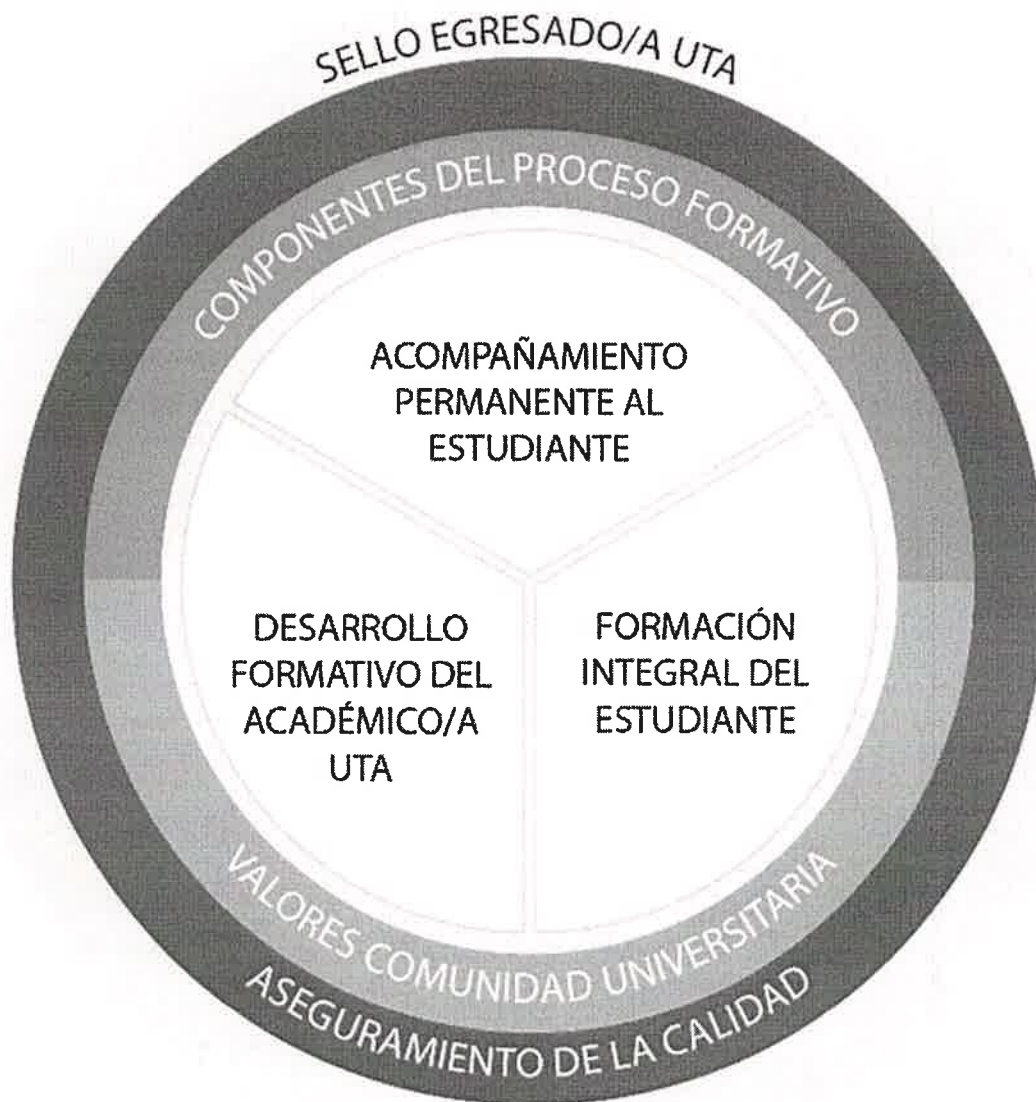 SELLO EGRESADO/A UTA
COMPONENTES DEL PROCESO FORMATIVO
ACOMPAÑAMIENTO
PERMANENTE AL
ESTUDIANTE
DESARROLLO
FORMATIVO DEL
ACADÉMICO/A
UTA
FORMACIÓN
INTEGRAL DEL
ESTUDIANTE
VALORES COMUNIDAD UNIVERSITARIA
ASEGURAMIENTO DE LA CALIDAD